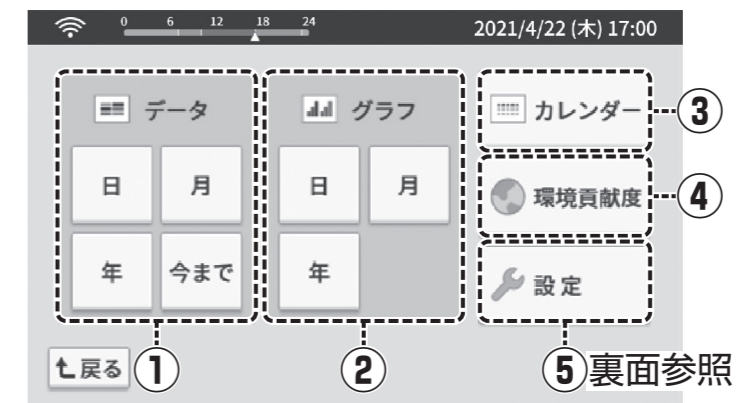 0 6 12 18 24
2021/4/22 (木) 17:00
データ
日 月
年 今まで
グラフ
日 月
年
カレンダー
③
環境貢献度
④
設定
戻る
①
②
⑤裏面参照